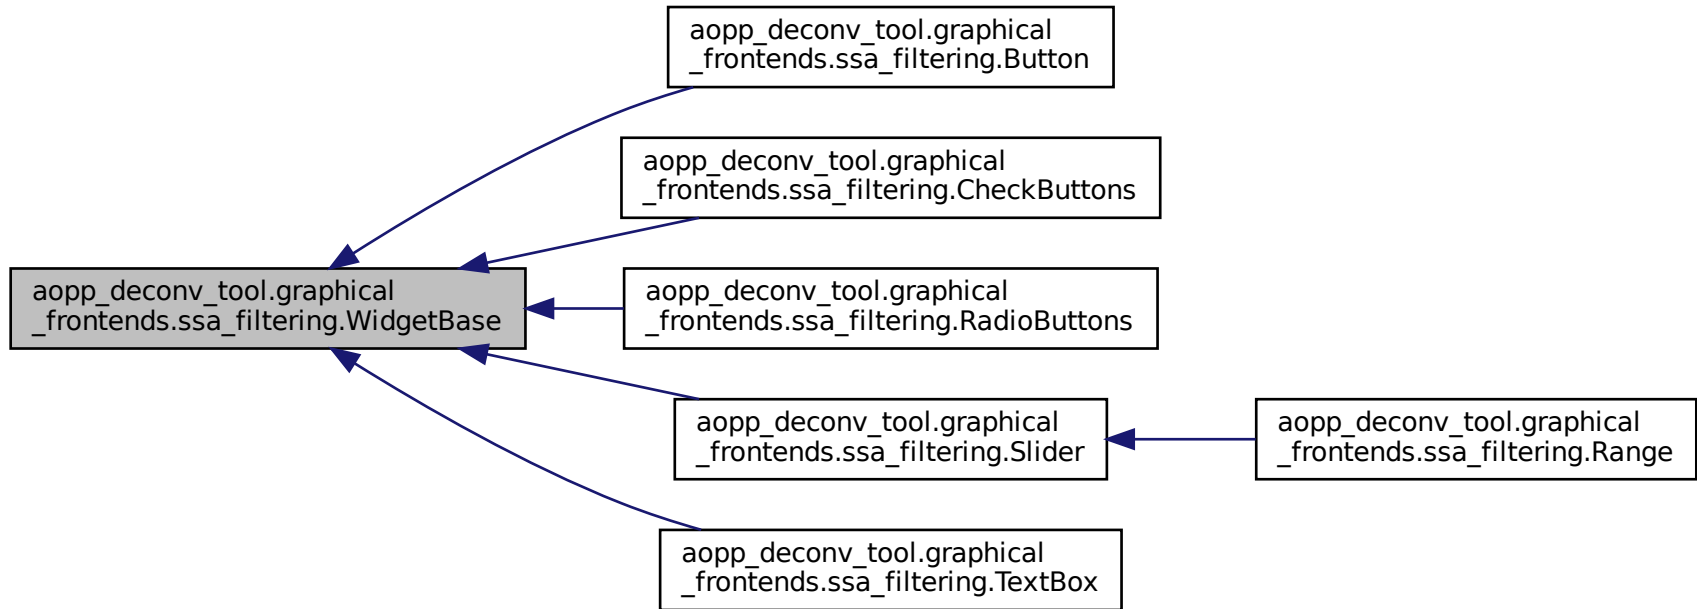 aopp_deconv_tool.graphical
_frontends.ssa_filtering.Button
aopp_deconv_tool.graphical
_frontends.ssa_filtering.CheckButtons
aopp_deconv_tool.graphical
_frontends.ssa_filtering.WidgetBase
aopp_deconv_tool.graphical
_frontends.ssa_filtering.RadioButtons
aopp_deconv_tool.graphical
_frontends.ssa_filtering.Slider
aopp_deconv_tool.graphical
_frontends.ssa_filtering.Range
aopp_deconv_tool.graphical
_frontends.ssa_filtering.TextBox